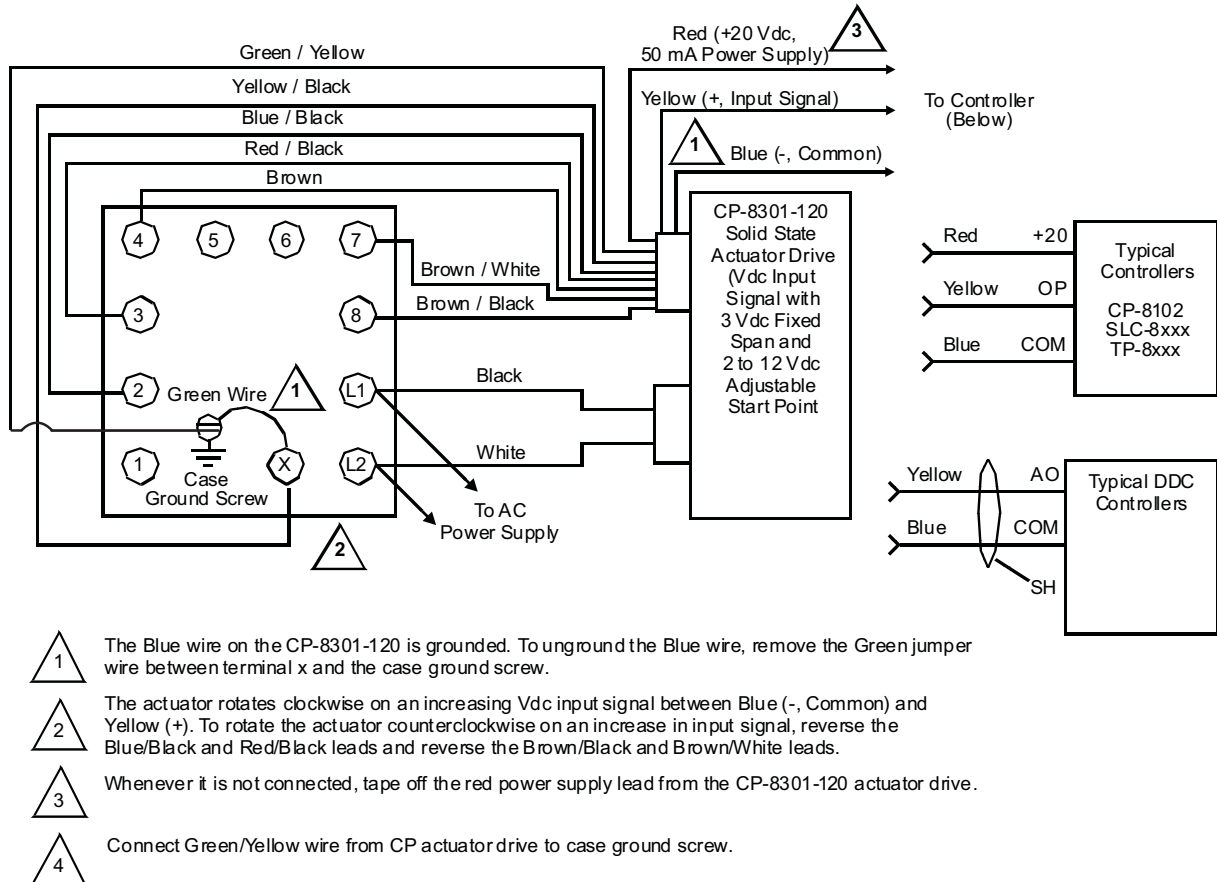 Green / Yellow
Yellow / Black
Blue / Black
Red / Black
Brown
Red (+20 Vdc,
50 mA Power Supply)
3
Yellow (+, Input Signal)
To Controller
(Below)
1
Blue (-, Common)
4
5
6
7
Brown / White
3
8
Brown / Black
2
Green Wire
1
L1
Black
1
Case
Ground Screw
X
L2
White
To AC
Power Supply
2
CP-8301-120
Solid State
Actuator Drive
(Vdc Input
Signal with
3 Vdc Fixed
Span and
2 to 12 Vdc
Adjustable
Start Point
Red +20
Yellow OP
Blue COM
Typical
Controllers
CP-8102
SLC-8xxx
TP-8xxx
Yellow AO
Blue COM
SH
Typical DDC
Controllers
1
The Blue wire on the CP-8301-120 is grounded. To unground the Blue wire, remove the Green jumper
wire between terminal x and the case ground screw.
2
The actuator rotates clockwise on an increasing Vdc input signal between Blue (-, Common) and
Yellow (+). To rotate the actuator counterclockwise on an increase in input signal, reverse the
Blue/Black and Red/Black leads and reverse the Brown/Black and Brown/White leads.
3
Whenever it is not connected, tape off the red power supply lead from the CP-8301-120 actuator drive.
4
Connect Green/Yellow wire from CP actuator drive to case ground screw.